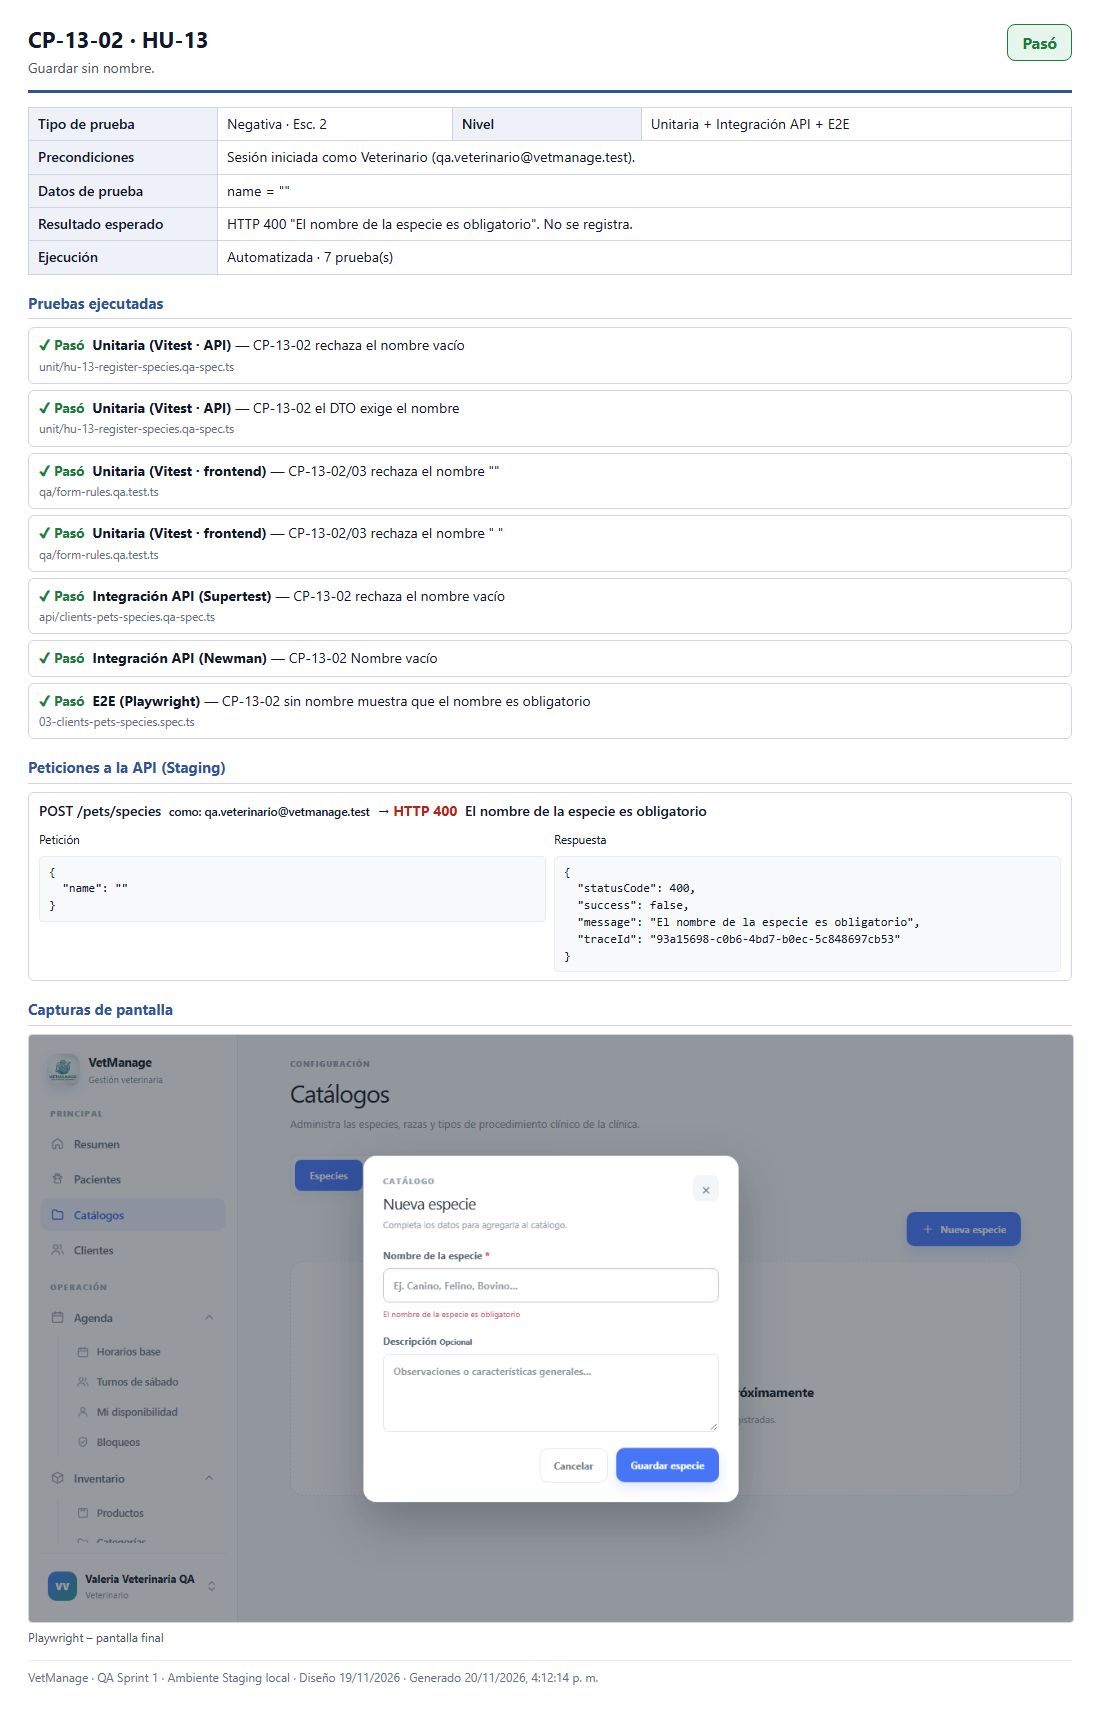 CP-13-02 · HU-13
Pasó
Guardar sin nombre.
Tipo de prueba Negativa · Esc. 2 Nivel Unitaria + Integración API + E2E
Precondiciones Sesión iniciada como Veterinario (qa.veterinario@vetmanage.test).
Datos de prueba name = ""
Resultado esperado HTTP 400 "El nombre de la especie es obligatorio". No se registra.
Ejecución Automatizada · 7 prueba(s)
Pruebas ejecutadas
✔ Pasó Unitaria (Vitest · API) — CP-13-02 rechaza el nombre vacío
unit/hu-13-register-species.qa-spec.ts
✔ Pasó Unitaria (Vitest · API) — CP-13-02 el DTO exige el nombre
unit/hu-13-register-species.qa-spec.ts
✔ Pasó Unitaria (Vitest · frontend) — CP-13-02/03 rechaza el nombre ""
qa/form-rules.qa.test.ts
✔ Pasó Unitaria (Vitest · frontend) — CP-13-02/03 rechaza el nombre " "
qa/form-rules.qa.test.ts
✔ Pasó Integración API (Supertest) — CP-13-02 rechaza el nombre vacío
api/clients-pets-species.qa-spec.ts
✔ Pasó Integración API (Newman) — CP-13-02 Nombre vacío
✔ Pasó E2E (Playwright) — CP-13-02 sin nombre muestra que el nombre es obligatorio
03-clients-pets-species.spec.ts
Peticiones a la API (Staging)
POST /pets/species como: qa.veterinario@vetmanage.test → HTTP 400 El nombre de la especie es obligatorio
Petición
{
"name": ""
}
Respuesta
{
"statusCode": 400,
"success": false,
"message": "El nombre de la especie es obligatorio",
"traceId": "93a15698-c0b6-4bd7-b0ec-5c848697cb53"
}
Capturas de pantalla
VetManage
Gestión veterinaria
PRINCIPAL
Resumen
Pacientes
Catálogos
Clientes
OPERACIÓN
Agenda
Horarios base
Turnos de sábado
Mi disponibilidad
Bloqueos
Inventario
Productos
Categorías
Valeria Veterinaria QA
VV
Veterinario
CONFIGURACIÓN
Catálogos
Administra las especies, razas y tipos de procedimiento clínico de la clínica.
Especies
+ Nueva especie
róximamente
istradas.
CATÁLOGO
Nueva especie
×
Completa los datos para agregarla al catálogo.
Nombre de la especie *
Ej. Canino, Felino, Bovino...
El nombre de la especie es obligatorio
Descripción Opcional
Observaciones o características generales...
Cancelar
Guardar especie
Playwright – pantalla final
VetManage · QA Sprint 1 · Ambiente Staging local · Diseño 19/11/2026 · Generado 20/11/2026, 4:12:14 p. m.